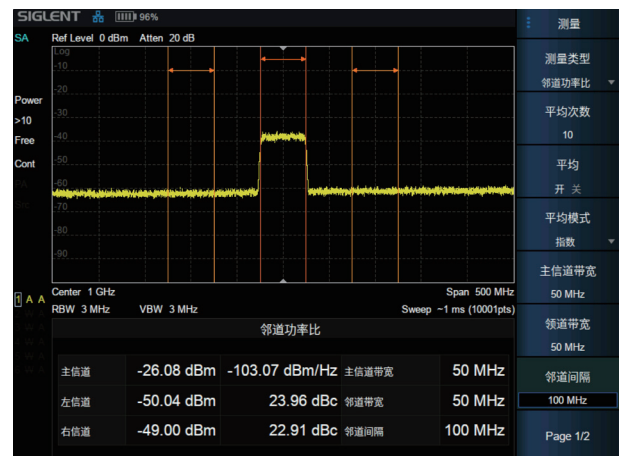 SIGLENT 96%
SA Ref Level 0 dBm Atten 20 dB
Log
-10
-20
-30
-40
-50
-60
-70
-80
-90
Power
>10
Free
Cont
PA
1 A A
Center 1 GHz Span 500 MHz
RBW 3 MHz VBW 3 MHz Sweep ~1 ms (10001pts)
邻道功率比
主信道 -26.08 dBm -103.07 dBm/Hz 主信道带宽 50 MHz
左信道 -50.04 dBm 23.96 dBc 邻道带宽 50 MHz
右信道 -49.00 dBm 22.91 dBc 邻道间隔 100 MHz
测量
测量类型
邻道功率比
平均次数
10
平均
开 关
平均模式
指数
主信道带宽
50 MHz
领道带宽
50 MHz
邻道间隔
100 MHz
Page 1/2